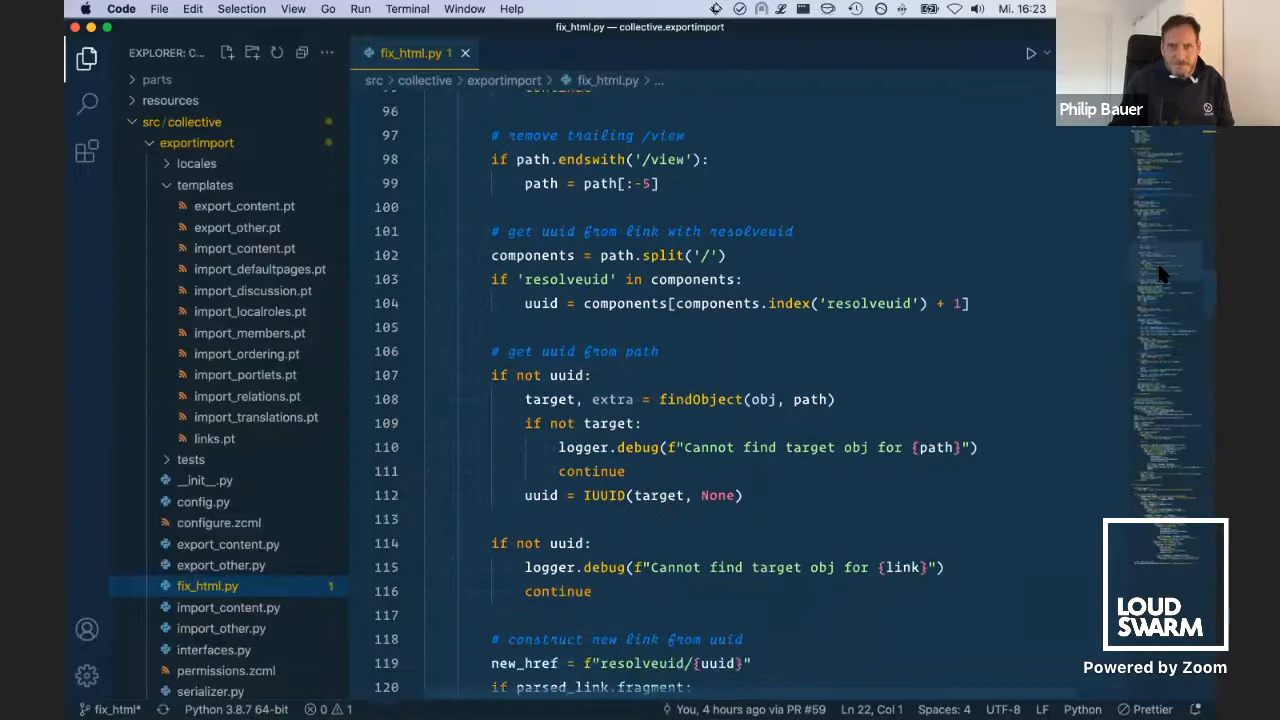 Code File Edit Selection View Go Run Terminal Window Help Mi. 16:23
fix_html.py — collective.exportimport
EXPLORER: C...
fix_html.py 1
parts
resources
src / collective
exportimport
locales
templates
export_content.pt
export_other.pt
import_content.pt
import_defaultpages.pt
import_discussion.pt
import_localroles.pt
import_members.pt
import_ordering.pt
import_portlets.pt
import_relations.pt
import_translations.pt
links.pt
tests
__init__.py
config.py
configure.zcml
export_content.py
export_other.py
fix_html.py 1
import_content.py
import_other.py
interfaces.py
permissions.zcml
serializer.py
src > collective > exportimport > fix_html.py > ...
95 continue
96
97 # remove trailing /view
98 if path.endswith('/view'):
99 path = path[:-5]
100
101 # get uuid from link with resolveuid
102 components = path.split('/')
103 if 'resolveuid' in components:
104 uuid = components[components.index('resolveuid') + 1]
105
106 # get uuid from path
107 if not uuid:
108 target, extra = findObject(obj, path)
109 if not target:
110 logger.debug(f"Cannot find target obj for {path}")
111 continue
112 uuid = IUUID(target, None)
113
114 if not uuid:
115 logger.debug(f"Cannot find target obj for {link}")
116 continue
117
118 # construct new link from uuid
119 new_href = f"resolveuid/{uuid}"
120 if parsed_link.fragment:
Philip Bauer
LOUD
SWARM
Powered by Zoom
fix_html* Python 3.8.7 64-bit 0 1 You, 4 hours ago via PR #59 Ln 22, Col 1 Spaces: 4 UTF-8 LF Python Prettier